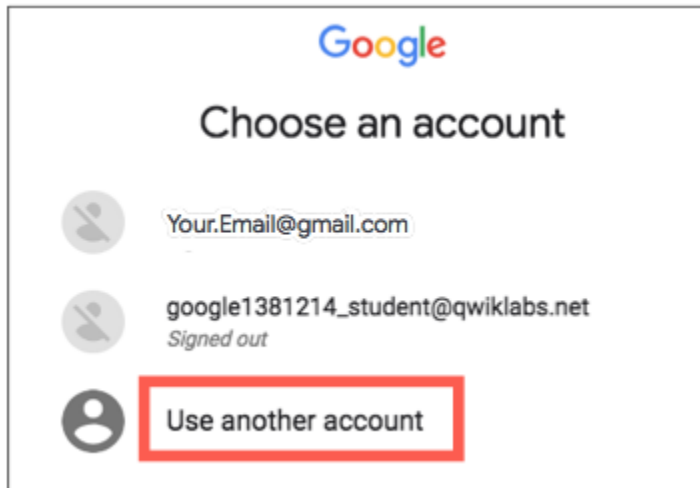 Google
Choose an account
Your.Email@gmail.com
google1381214_student@qwiklabs.net
Signed out
Use another account